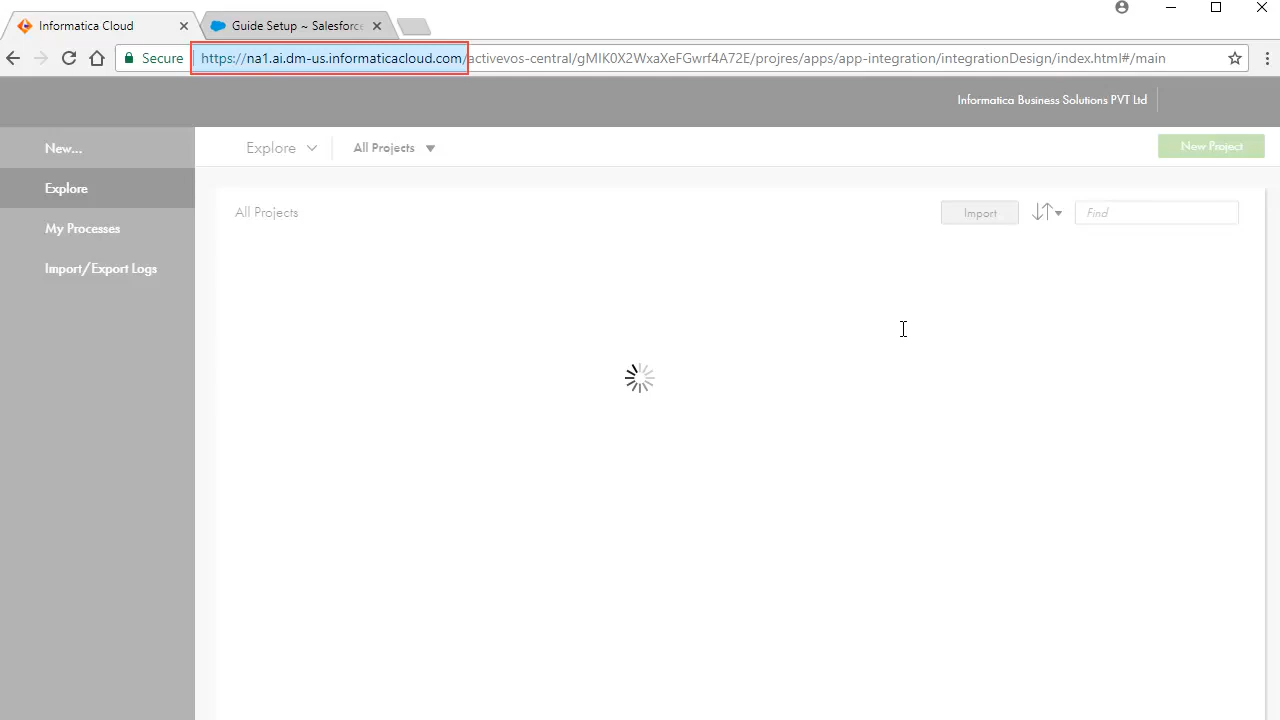 Informatica Cloud
Guide Setup ~ Salesforce
Secure
https://na1.ai.dm-us.informaticacloud.com/activevos-central/gMIK0X2WxaXeFGwrf4A72E/projres/apps/app-integration/integrationDesign/index.html#/main
Informatica Business Solutions PVT Ltd
New...
Explore
All Projects
New Project
Explore
All Projects
Import
Find
My Processes
Import/Export Logs